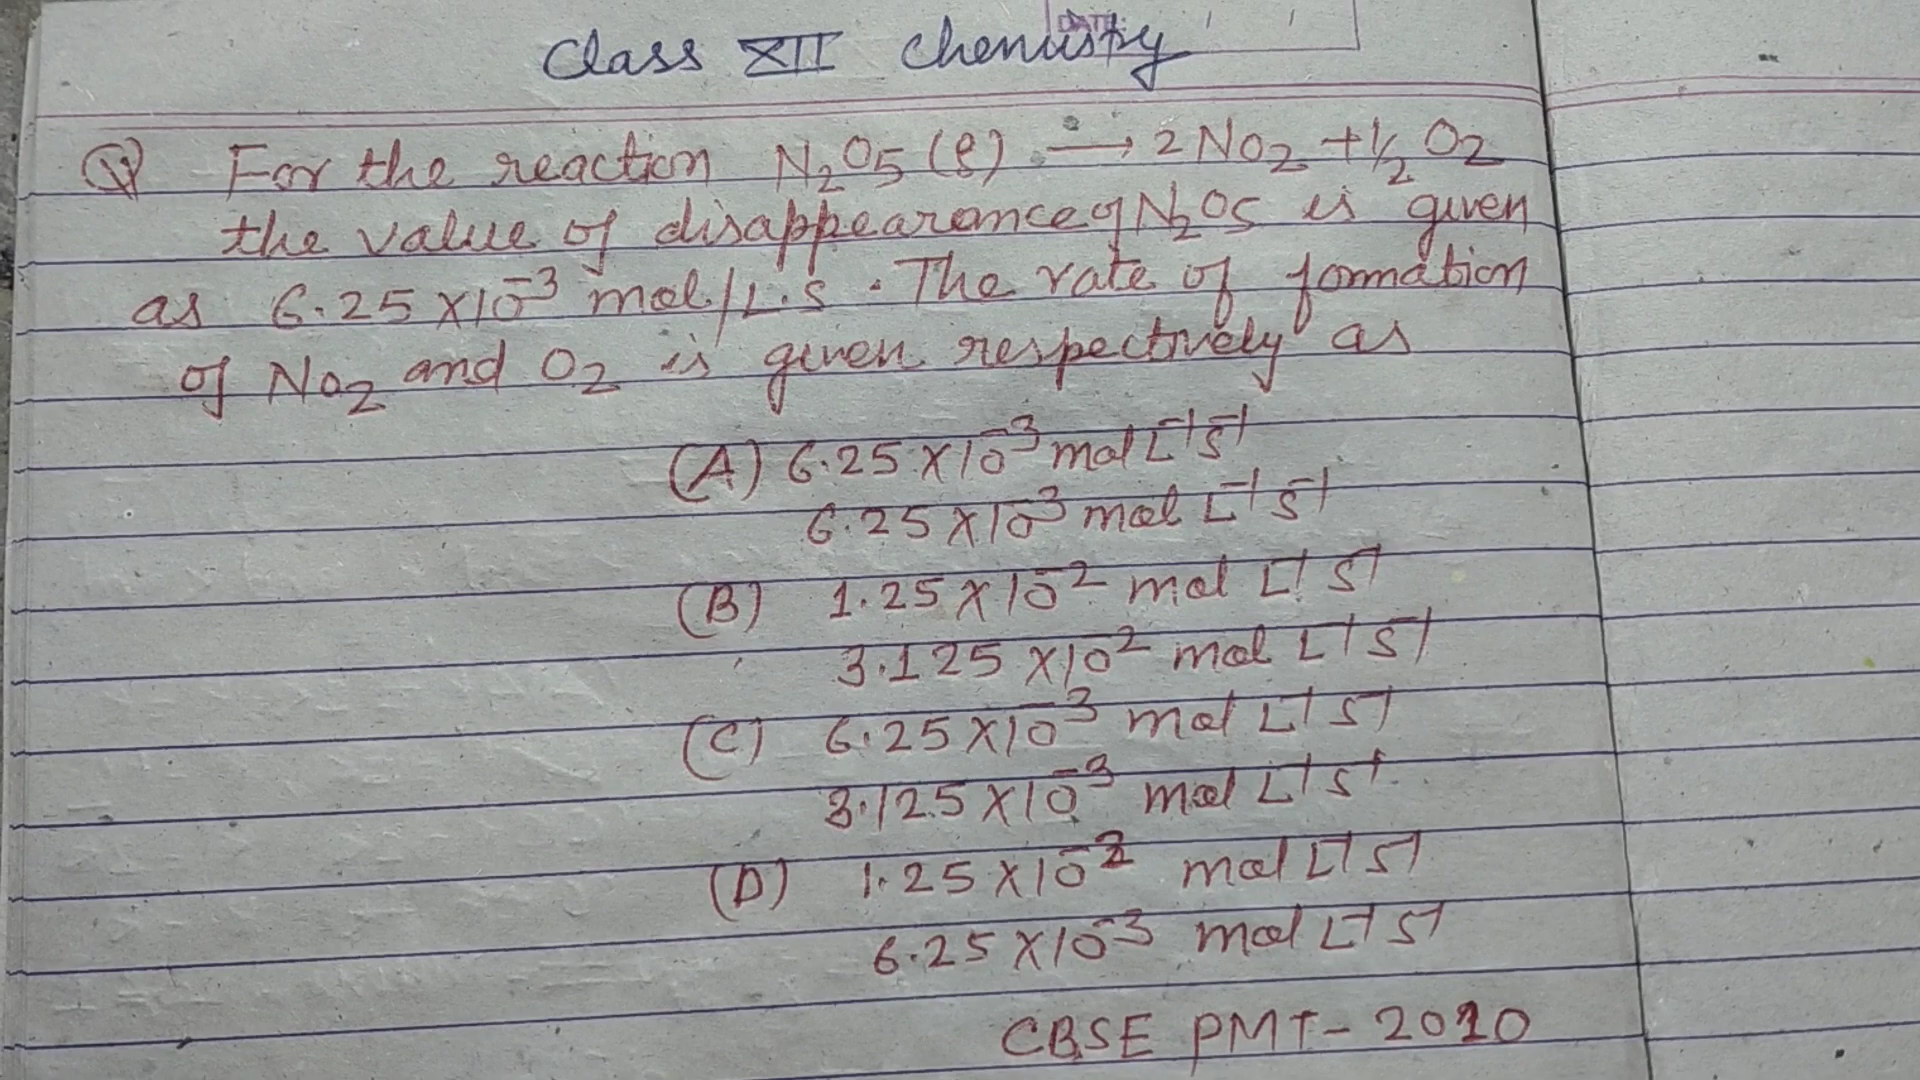 DATE
Class XII Chemistry
Q For the reaction N₂O5 (g) → 2 NO₂ + ½ O₂
the value of disappearance of N₂O5 is given
as 6.25 x 10⁻³ mol/L.s. The rate of formation
of NO₂ and O₂ is given respectively as
(A) 6.25 x 10⁻³ mol L⁻¹ S⁻¹
6.25 x 10⁻³ mol L⁻¹ S⁻¹
(B) 1.25 x 10⁻² mol L⁻¹ S⁻¹
3.125 x 10⁻² mol L⁻¹ S⁻¹
(C) 6.25 x 10⁻³ mol L⁻¹ S⁻¹
3.125 x 10⁻³ mol L⁻¹ S⁻¹
(D) 1.25 x 10⁻² mol L⁻¹ S⁻¹
6.25 x 10⁻³ mol L⁻¹ S⁻¹
CBSE PMT-2010